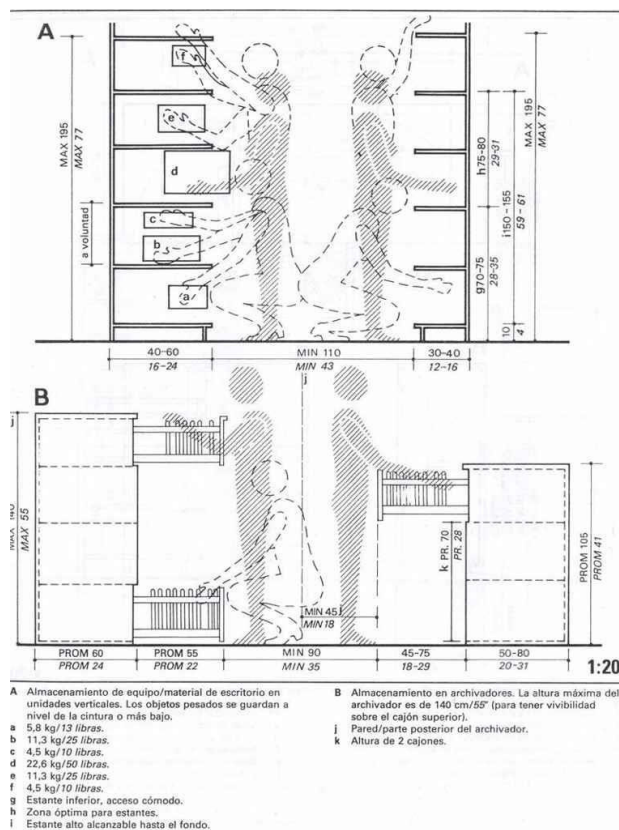 A
f
e
d
c
b
a
MAX 195
MAX 77
a voluntad
h75-80
29-31
i150-155
59-61
g70-75
28-35
10
4
MAX 195
MAX 77
40-60
16-24
MIN 110
MIN 43
30-40
12-16
B
j
j
MAX 140
MAX 55
k PR. 70
PR. 28
PROM 105
PROM 41
MIN 45
MIN 18
PROM 60
PROM 24
PROM 55
PROM 22
MIN 90
MIN 35
45-75
18-29
50-80
20-31
1:20
A Almacenamiento de equipo/material de escritorio en
unidades verticales. Los objetos pesados se guardan a
nivel de la cintura o más bajo.
a 5,8 kg/13 libras.
b 11,3 kg/25 libras.
c 4,5 kg/10 libras.
d 22,6 kg/50 libras.
e 11,3 kg/25 libras.
f 4,5 kg/10 libras.
g Estante inferior, acceso cómodo.
h Zona óptima para estantes.
i Estante alto alcanzable hasta el fondo.
B Almacenamiento en archivadores. La altura máxima del
archivador es de 140 cm/55" (para tener vivibilidad
sobre el cajón superior).
j Pared/parte posterior del archivador.
k Altura de 2 cajones.